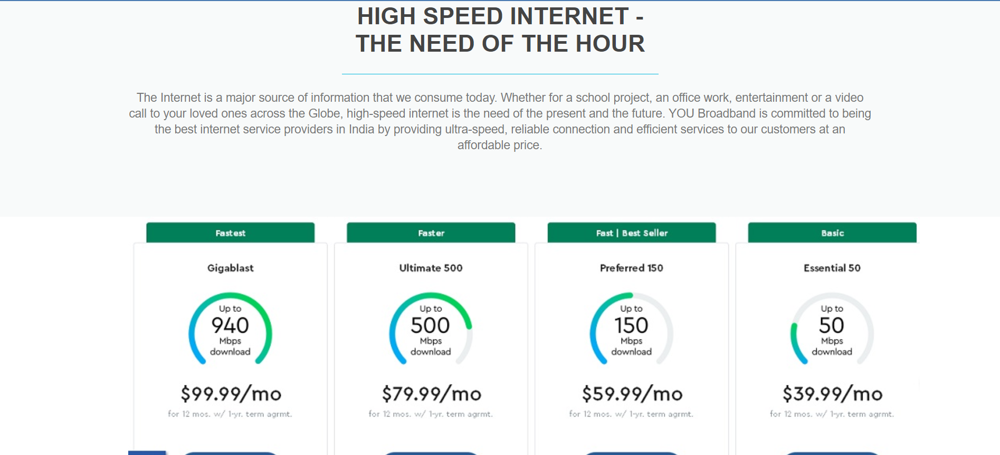 HIGH SPEED INTERNET -
THE NEED OF THE HOUR
The Internet is a major source of information that we consume today. Whether for a school project, an office work, entertainment or a video
call to your loved ones across the Globe, high-speed internet is the need of the present and the future. YOU Broadband is committed to being
the best internet service providers in India by providing ultra-speed, reliable connection and efficient services to our customers at an
affordable price.
Fastest
Gigablast
Up to
940
Mbps
download
$99.99/mo
for 12 mos. w/ 1-yr. term agrmt.
Faster
Ultimate 500
Up to
500
Mbps
download
$79.99/mo
for 12 mos. w/ 1-yr. term agrmt.
Fast | Best Seller
Preferred 150
Up to
150
Mbps
download
$59.99/mo
for 12 mos. w/ 1-yr. term agrmt.
Basic
Essential 50
Up to
50
Mbps
download
$39.99/mo
for 12 mos. w/ 1-yr. term agrmt.